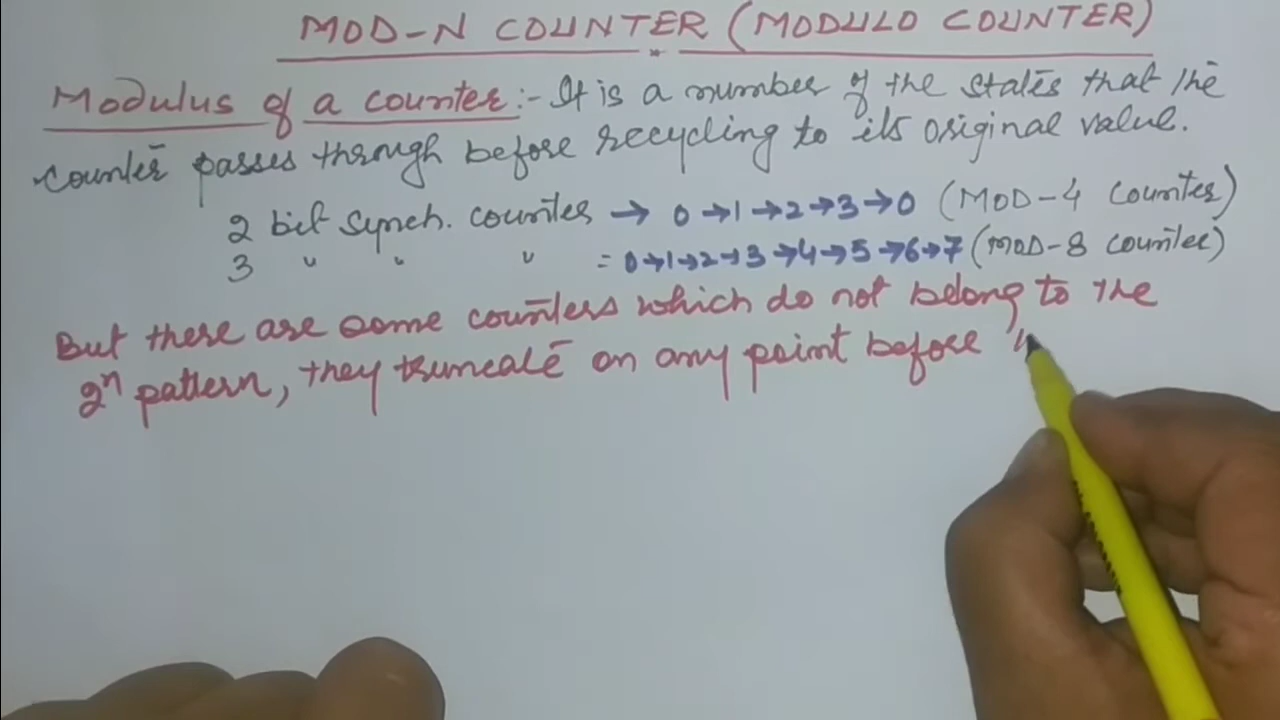 MOD-N COUNTER (MODULO COUNTER)
Modulus of a counter:- It is a number of the states that the
counter passes through before recycling to its original value.
2 bit synch. counter → 0→1→2→3→0 (MOD-4 counter)
3 " " " = 0→1→2→3→4→5→6→7 (MOD-8 counter)
But there are some counters which do not belong to the
2ⁿ pattern, they truncate on any point before